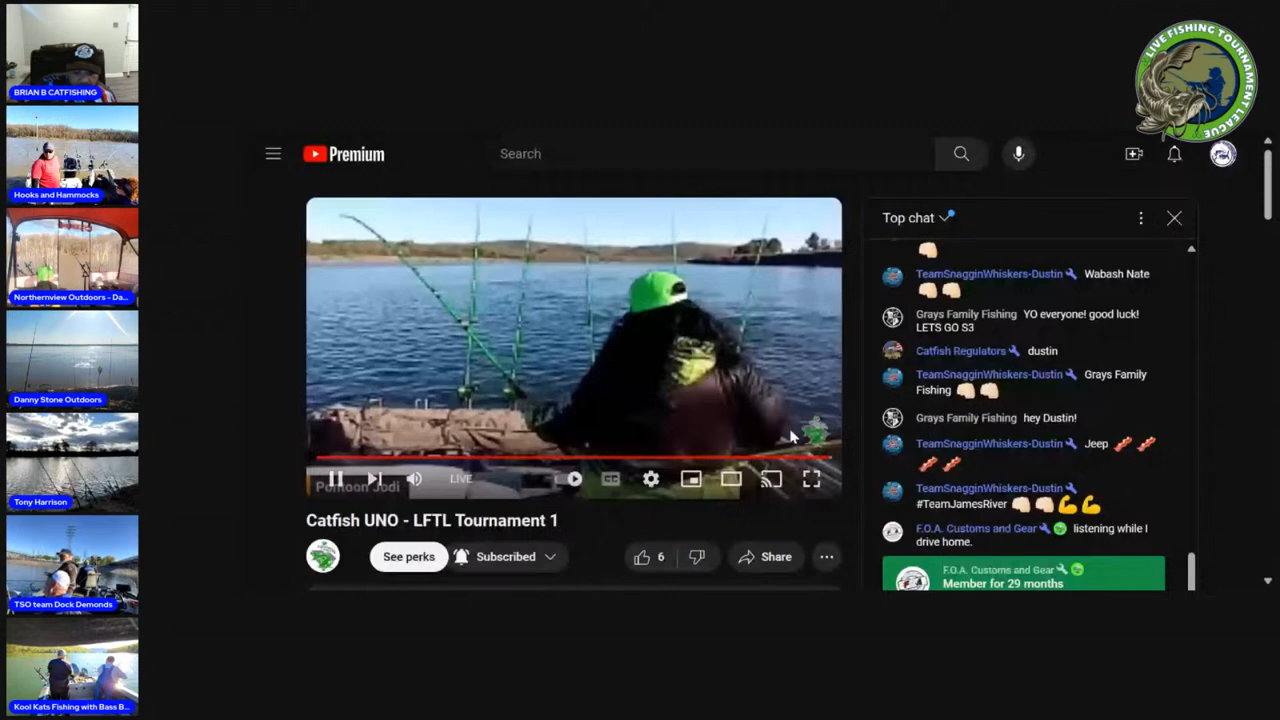 BRIAN B CATFISHING
Hooks and Hammocks
Northernview Outdoors - Da...
Danny Stone Outdoors
Tony Harrison
TSO team Dock Demonds
Kool Kats Fishing with Bass B...
LIVE FISHING TOURNAMENT LEAGUE
Premium
Search
Pontoon Jodi
LIVE
CC
Catfish UNO - LFTL Tournament 1
See perks
Subscribed
6
Share
Top chat
TeamSnagginWhiskers-Dustin Wabash Nate
Grays Family Fishing YO everyone! good luck!
LETS GO S3
Catfish Regulators dustin
TeamSnagginWhiskers-Dustin Grays Family
Fishing
Grays Family Fishing hey Dustin!
TeamSnagginWhiskers-Dustin Jeep
TeamSnagginWhiskers-Dustin
#TeamJamesRiver
F.O.A. Customs and Gear listening while I
drive home.
F.O.A. Customs and Gear
Member for 29 months